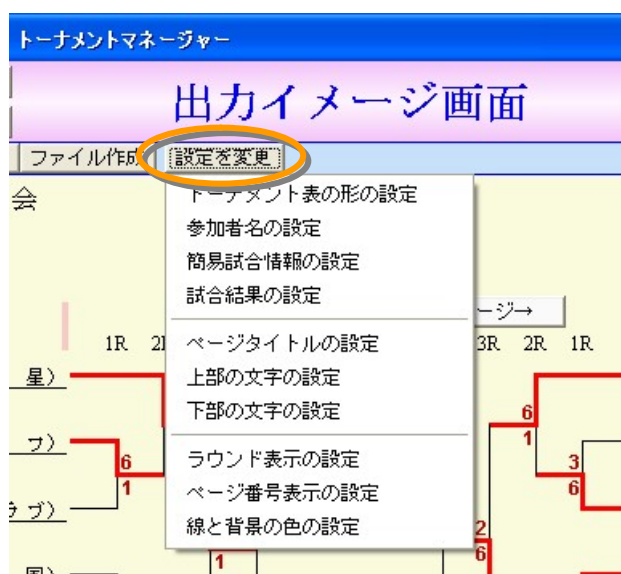 トーナメントマネージャー
出力イメージ画面
ファイル作成 設定を変更
会
トーナメント表の形の設定
参加者名の設定
簡易試合情報の設定
試合結果の設定
ページタイトルの設定
上部の文字の設定
下部の文字の設定
ラウンド表示の設定
ページ番号表示の設定
線と背景の色の設定
ージ→
1R 3R 2R 1R
星）
6
1
ブ）
6
1
3
6
2
6
1